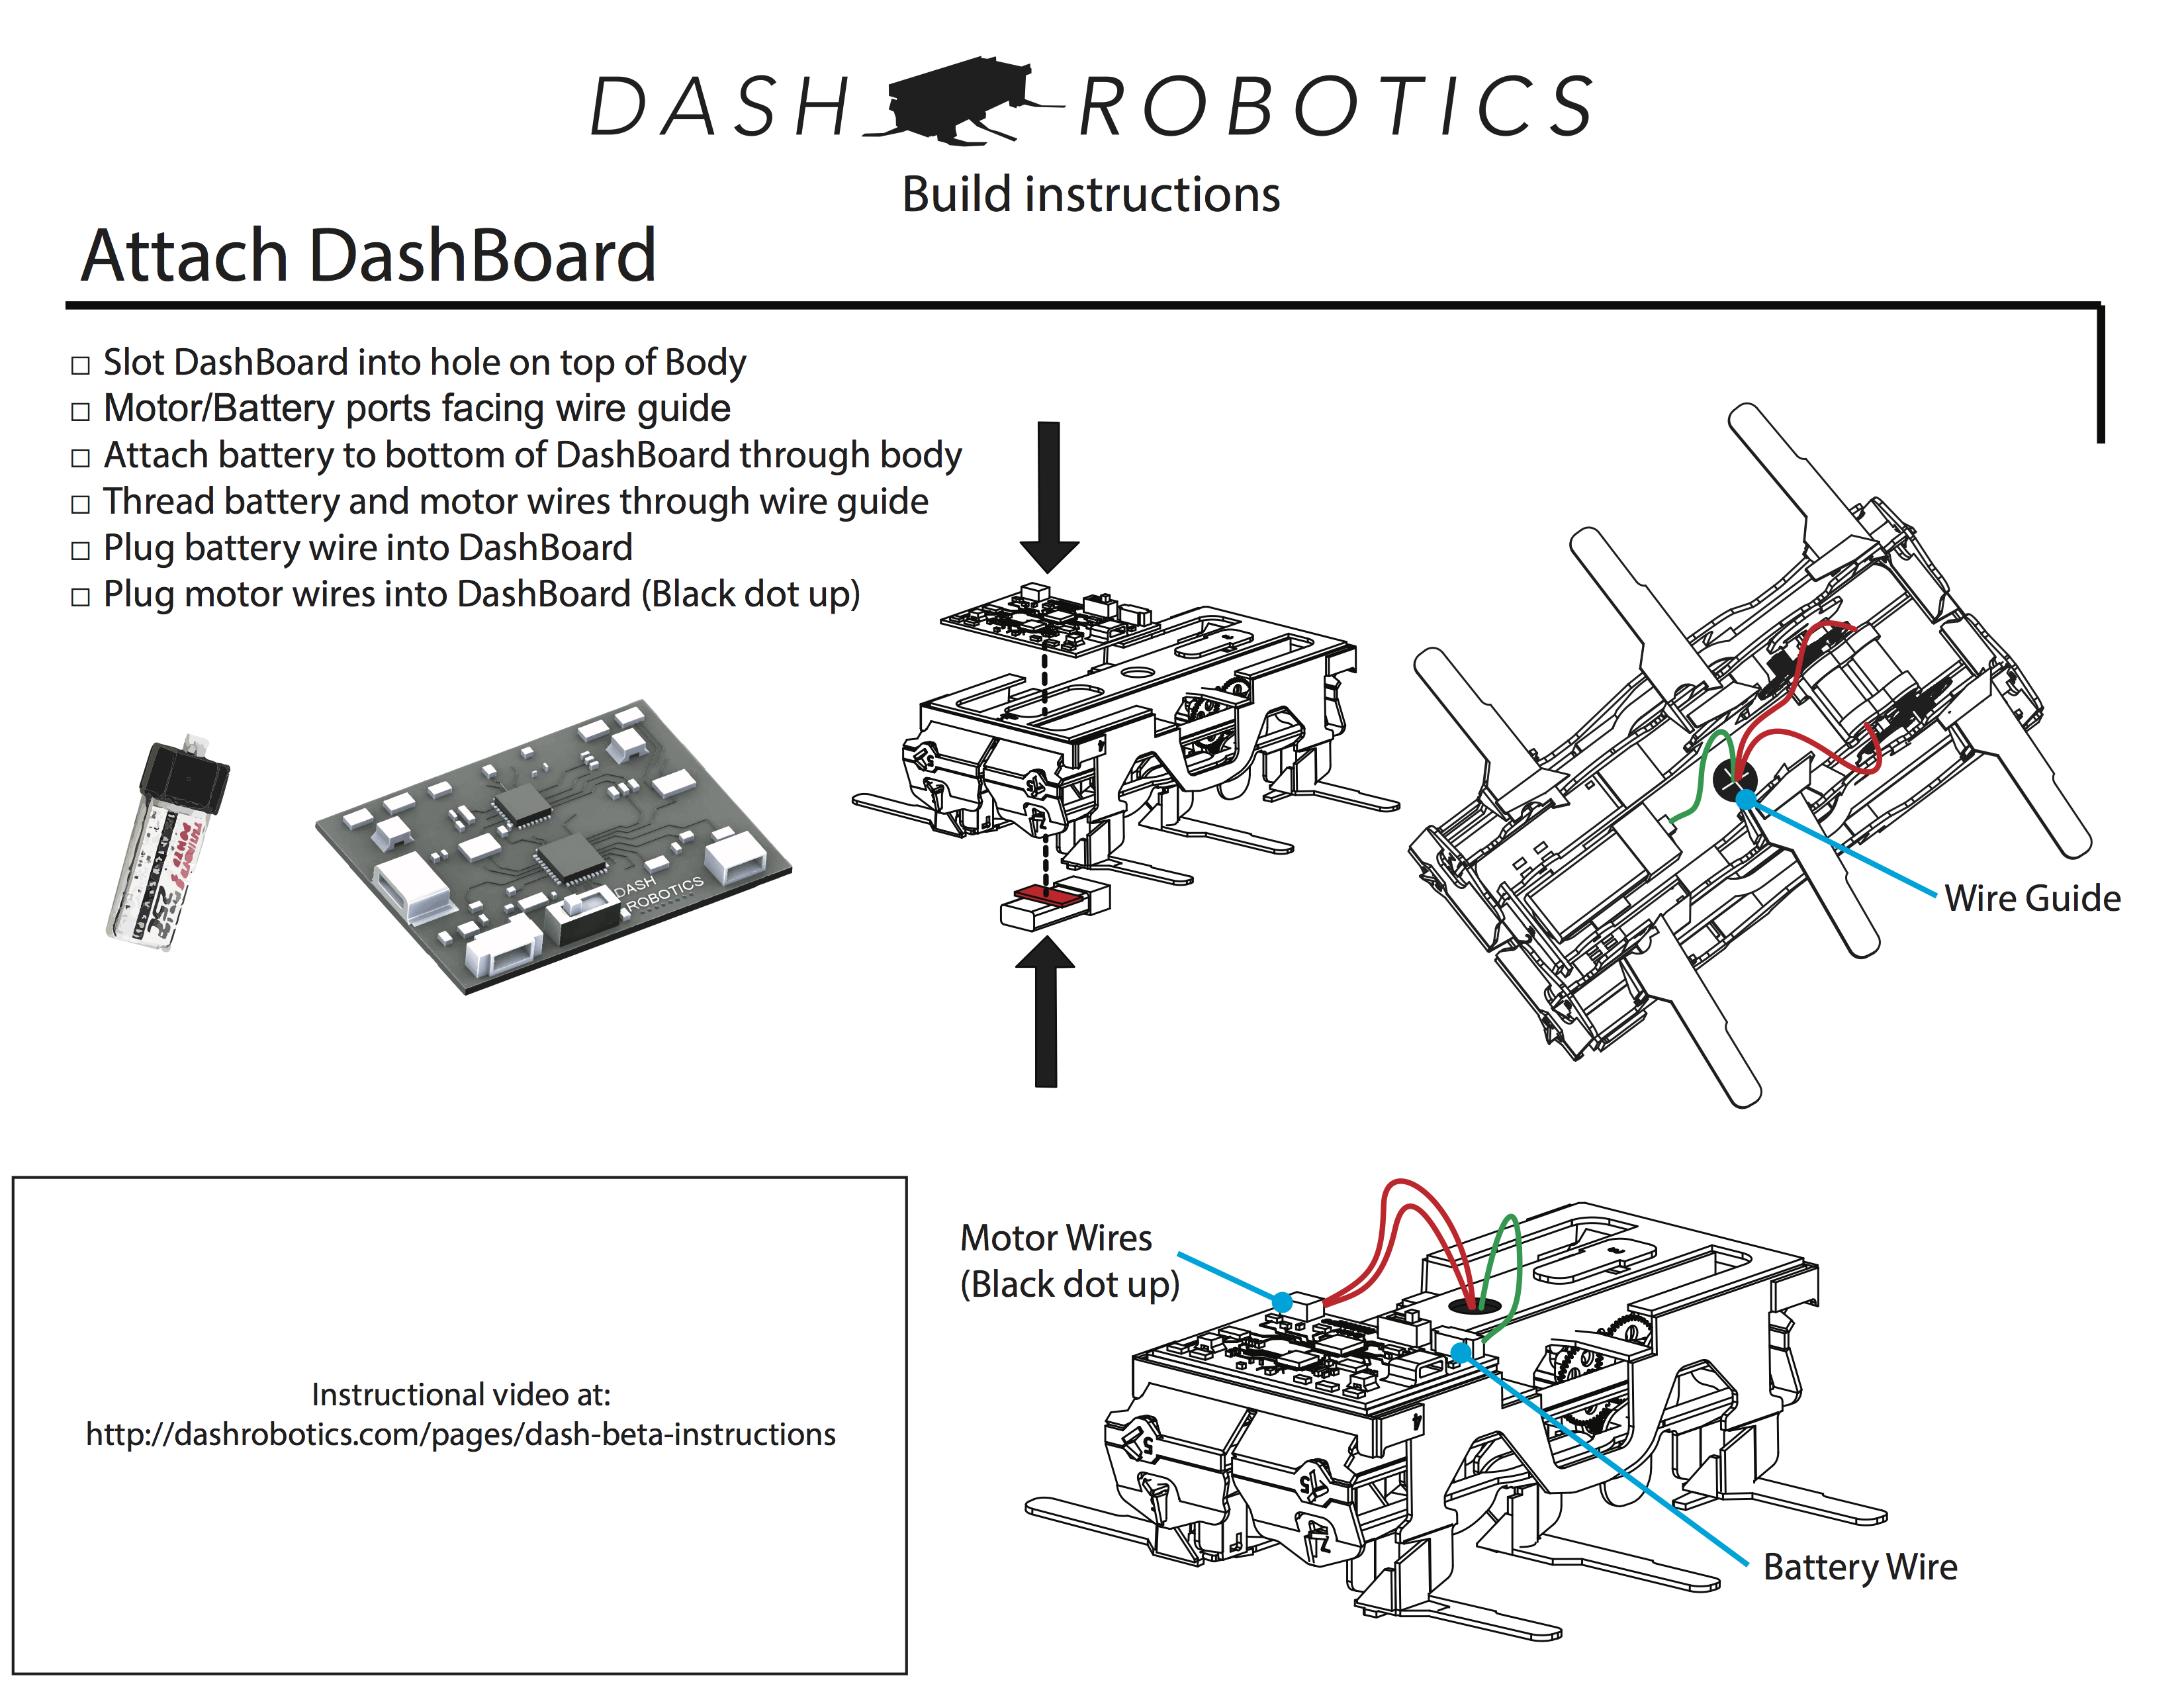 DASH ROBOTICS
Build instructions
Attach DashBoard
□ Slot DashBoard into hole on top of Body
□ Motor/Battery ports facing wire guide
□ Attach battery to bottom of DashBoard through body
□ Thread battery and motor wires through wire guide
□ Plug battery wire into DashBoard
□ Plug motor wires into DashBoard (Black dot up)
25C
DASH
ROBOTICS
Wire Guide
Motor Wires
(Black dot up)
Battery Wire
Instructional video at:
http://dashrobotics.com/pages/dash-beta-instructions